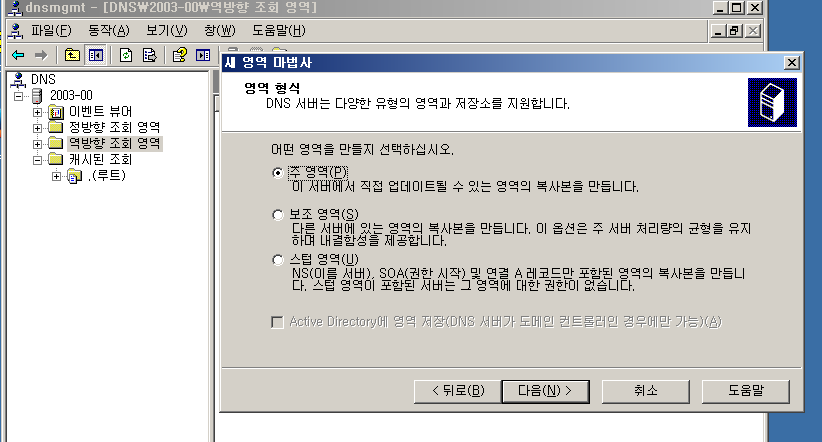 dnsmgmt - [DNS₩2003-00₩역방향 조회 영역]
파일(F) 동작(A) 보기(V) 창(W) 도움말(H)
DNS
2003-00
이벤트 뷰어
정방향 조회 영역
역방향 조회 영역
캐시된 조회
.(루트)
새 영역 마법사
영역 형식
DNS 서버는 다양한 유형의 영역과 저장소를 지원합니다.
어떤 영역을 만들지 선택하십시오.
주 영역(P)
이 서버에서 직접 업데이트될 수 있는 영역의 복사본을 만듭니다.
보조 영역(S)
다른 서버에 있는 영역의 복사본을 만듭니다. 이 옵션은 주 서버 처리량의 균형을 유지
하며 내결함성을 제공합니다.
스텁 영역(U)
NS(이름 서버), SOA(권한 시작) 및 연결 A 레코드만 포함된 영역의 복사본을 만듭니
다. 스텁 영역이 포함된 서버는 그 영역에 대한 권한이 없습니다.
Active Directory에 영역 저장(DNS 서버가 도메인 컨트롤러인 경우에만 가능)(A)
< 뒤로(B) 다음(N) > 취소 도움말